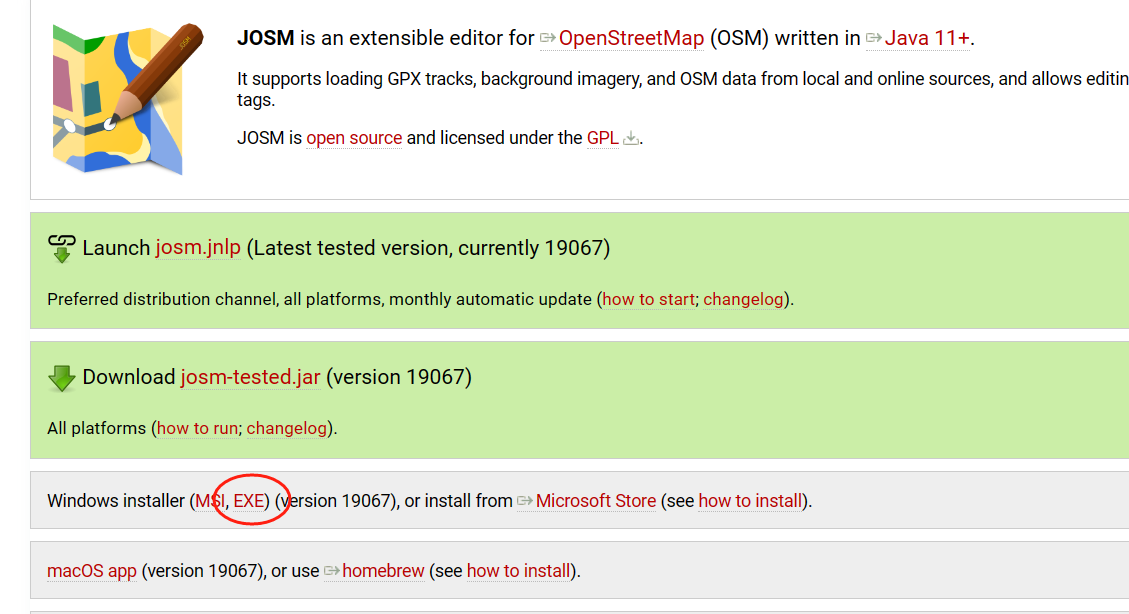 JOSM is an extensible editor for OpenStreetMap (OSM) written in Java 11+.
It supports loading GPX tracks, background imagery, and OSM data from local and online sources, and allows editin
tags.
JOSM is open source and licensed under the GPL.
Launch josm.jnlp (Latest tested version, currently 19067)
Preferred distribution channel, all platforms, monthly automatic update (how to start; changelog).
Download josm-tested.jar (version 19067)
All platforms (how to run; changelog).
Windows installer (MSI, EXE) (version 19067), or install from Microsoft Store (see how to install).
macOS app (version 19067), or use homebrew (see how to install).